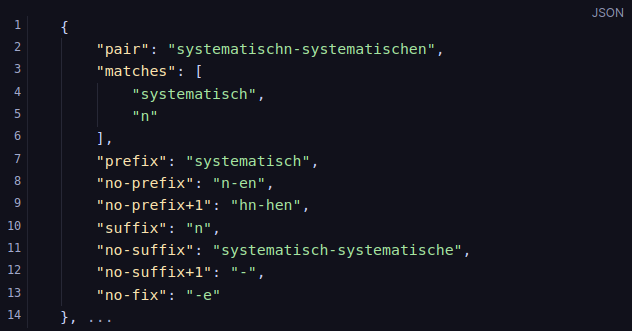 JSON
1 {
2 "pair": "systematischn-systematischen",
3 "matches": [
4 "systematisch",
5 "n"
6 ],
7 "prefix": "systematisch",
8 "no-prefix": "n-en",
9 "no-prefix+1": "hn-hen",
10 "suffix": "n",
11 "no-suffix": "systematisch-systematische",
12 "no-suffix+1": "-",
13 "no-fix": "-e"
14 }, ...